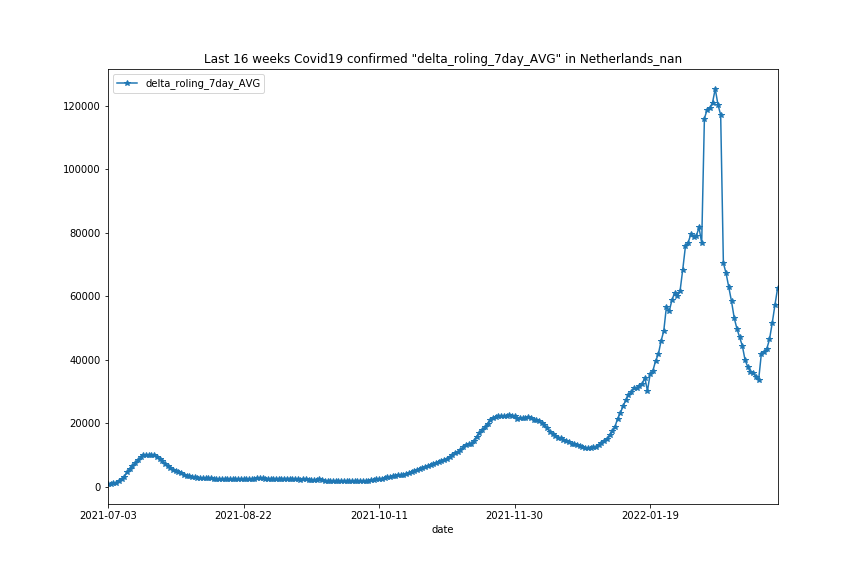 Last 16 weeks Covid19 confirmed "delta_roling_7day_AVG" in Netherlands_nan
delta_roling_7day_AVG
120000
100000
80000
60000
40000
20000
0
2021-07-03 2021-08-22 2021-10-11 2021-11-30 2022-01-19
date